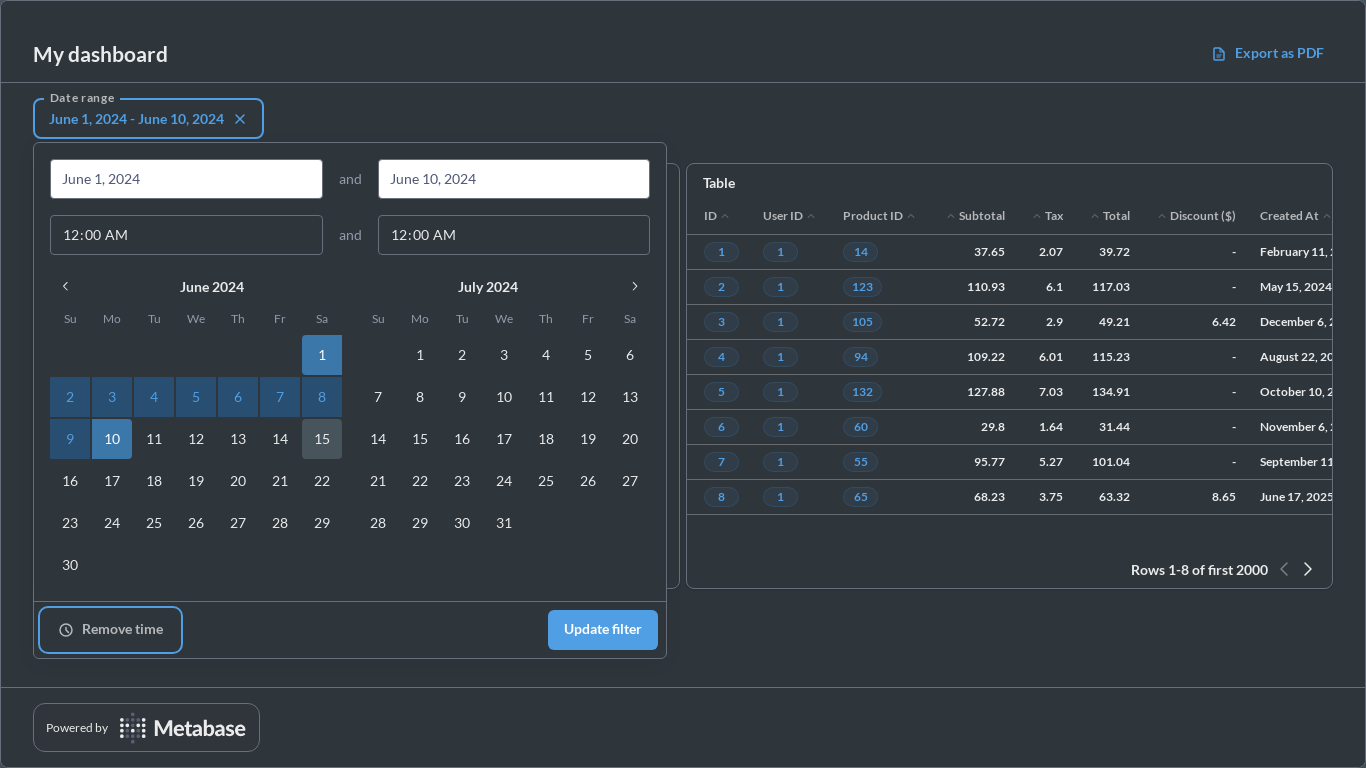 My dashboard
Export as PDF
Date range
June 1, 2024 - June 10, 2024
June 1, 2024 and June 10, 2024
12:00 AM and 12:00 AM
June 2024 July 2024
Su Mo Tu We Th Fr Sa Su Mo Tu We Th Fr Sa
1 1 2 3 4 5 6
2 3 4 5 6 7 8 7 8 9 10 11 12 13
9 10 11 12 13 14 15 14 15 16 17 18 19 20
16 17 18 19 20 21 22 21 22 23 24 25 26 27
23 24 25 26 27 28 29 28 29 30 31
30
Remove time
Update filter
Table
ID User ID Product ID Subtotal Tax Total Discount ($) Created At
1 1 14 37.65 2.07 39.72 - February 11,
2 1 123 110.93 6.1 117.03 - May 15, 2024
3 1 105 52.72 2.9 49.21 6.42 December 6,
4 1 94 109.22 6.01 115.23 - August 22, 20
5 1 132 127.88 7.03 134.91 - October 10,
6 1 60 29.8 1.64 31.44 - November 6,
7 1 55 95.77 5.27 101.04 - September 11
8 1 65 68.23 3.75 63.32 8.65 June 17, 2025
Rows 1-8 of first 2000
Powered by Metabase